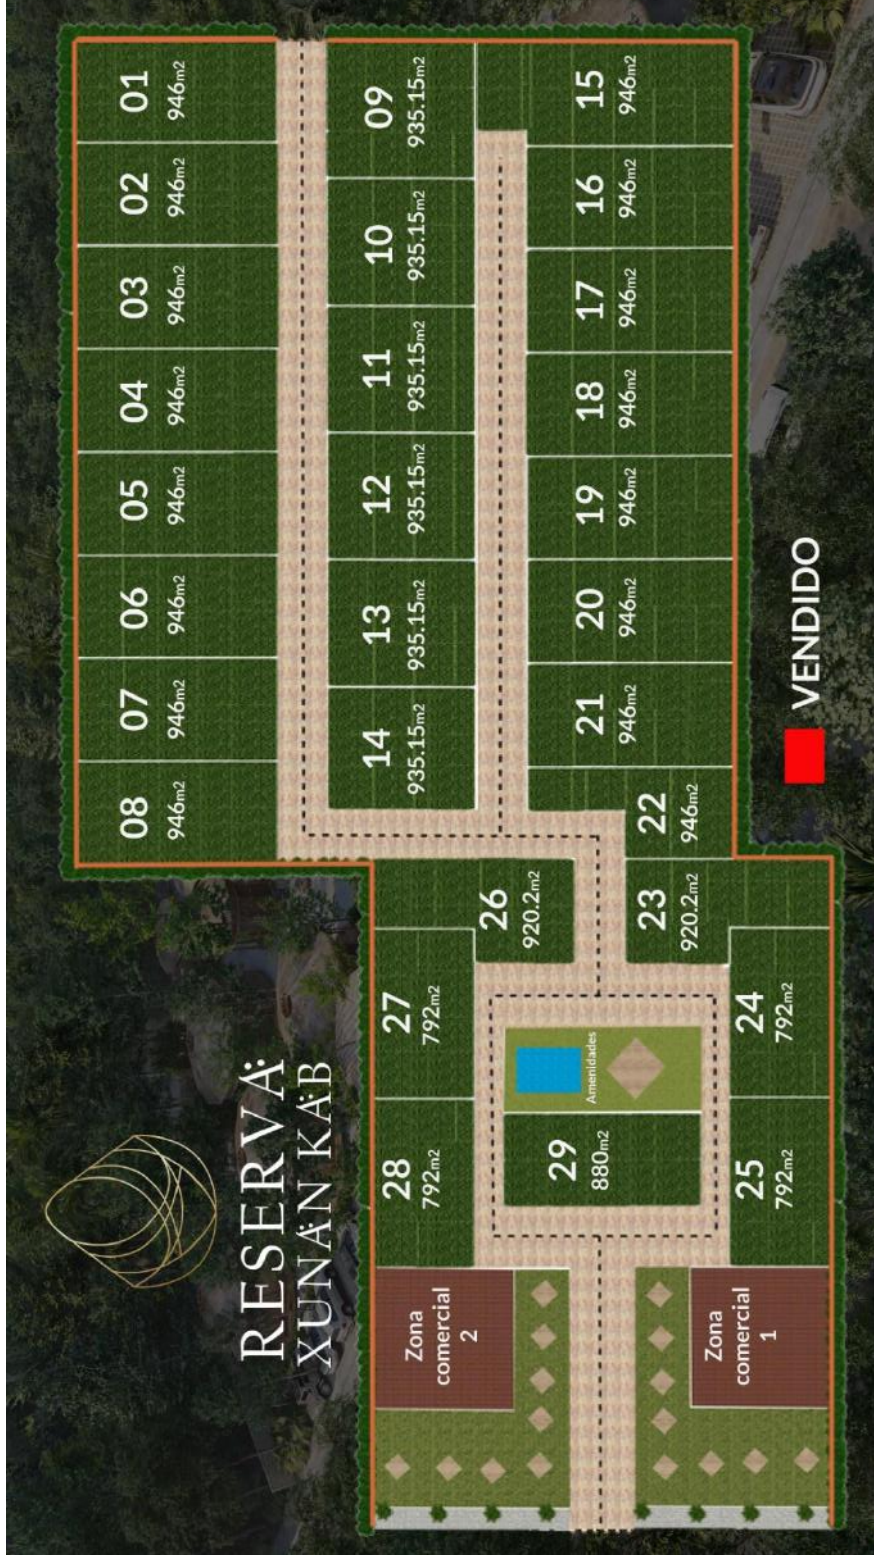 RESERVÄ
XUNÄN KÄB
01
946m2
02
946m2
03
946m2
04
946m2
05
946m2
06
946m2
07
946m2
08
946m2
09
935.15m2
10
935.15m2
11
935.15m2
12
935.15m2
13
935.15m2
14
935.15m2
15
946m2
16
946m2
17
946m2
18
946m2
19
946m2
20
946m2
21
946m2
22
946m2
23
920.2m2
24
792m2
25
792m2
26
920.2m2
27
792m2
28
792m2
29
880m2
Amenidades
Zona
comercial
2
Zona
comercial
1
VENDIDO